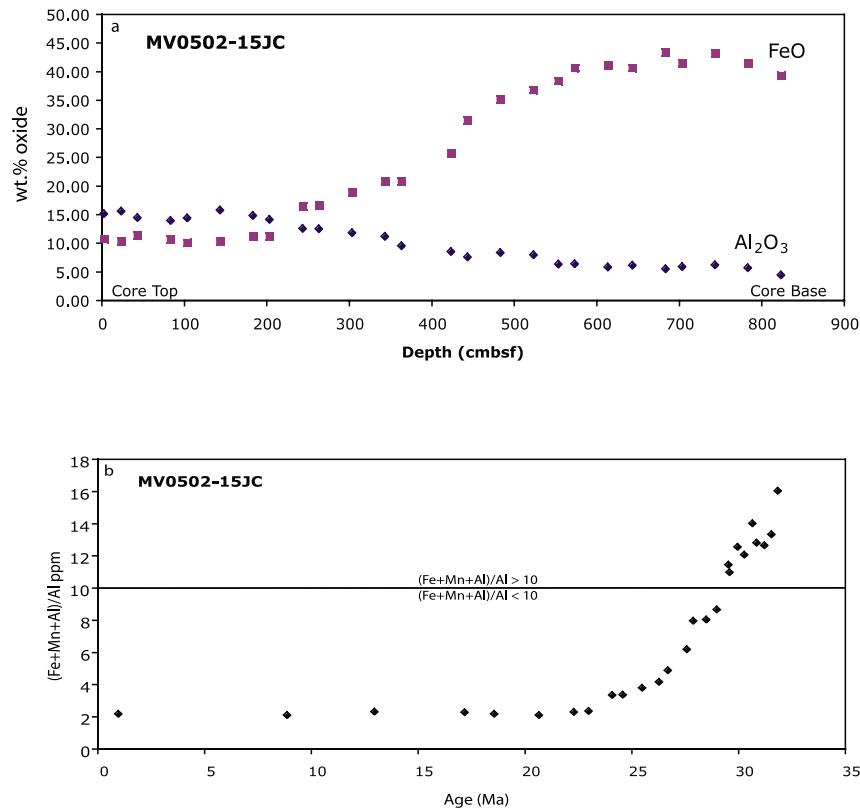 a
MV0502-15JC
FeO
Al₂O₃
wt.% oxide
50.00
45.00
40.00
35.00
30.00
25.00
20.00
15.00
10.00
5.00
0.00
Core Top
Core Base
0 100 200 300 400 500 600 700 800 900
Depth (cmbsf)
b
MV0502-15JC
(Fe+Mn+Al)/Al ppm
18
16
14
12
10
8
6
4
2
0
(Fe+Mn+Al)/Al > 10
(Fe+Mn+Al)/Al < 10
0 5 10 15 20 25 30 35
Age (Ma)